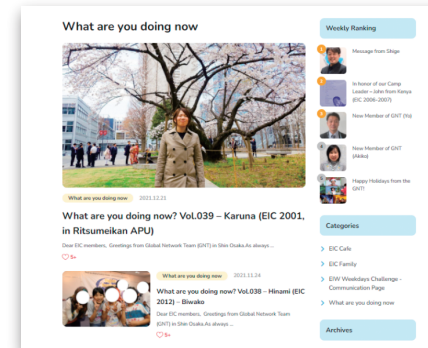 What are you doing now
What are you doing now 2021.12.21
What are you doing now? Vol.039 – Karuna (EIC 2001,
in Ritsumeikan APU)
Dear EIC members, Greetings from Global Network Team (GNT) in Shin Osaka.As always ...
5+
What are you doing now 2021.11.24
What are you doing now? Vol.038 – Hinami (EIC
2012) – Biwako
Dear EIC members, Greetings from Global Network Team
(GNT) in Shin Osaka.As always ...
5+
Weekly Ranking
Message from Shige
In honor of our Camp
Leader – John from Kenya
(EIC 2006-2007)
New Member of GNT (Yo)
New Member of GNT
(Akiko)
Happy Holidays from the
GNT!
Categories
EIC Cafe
EIC Family
EIW Weekdays Challenge -
Communication Page
What are you doing now
Archives